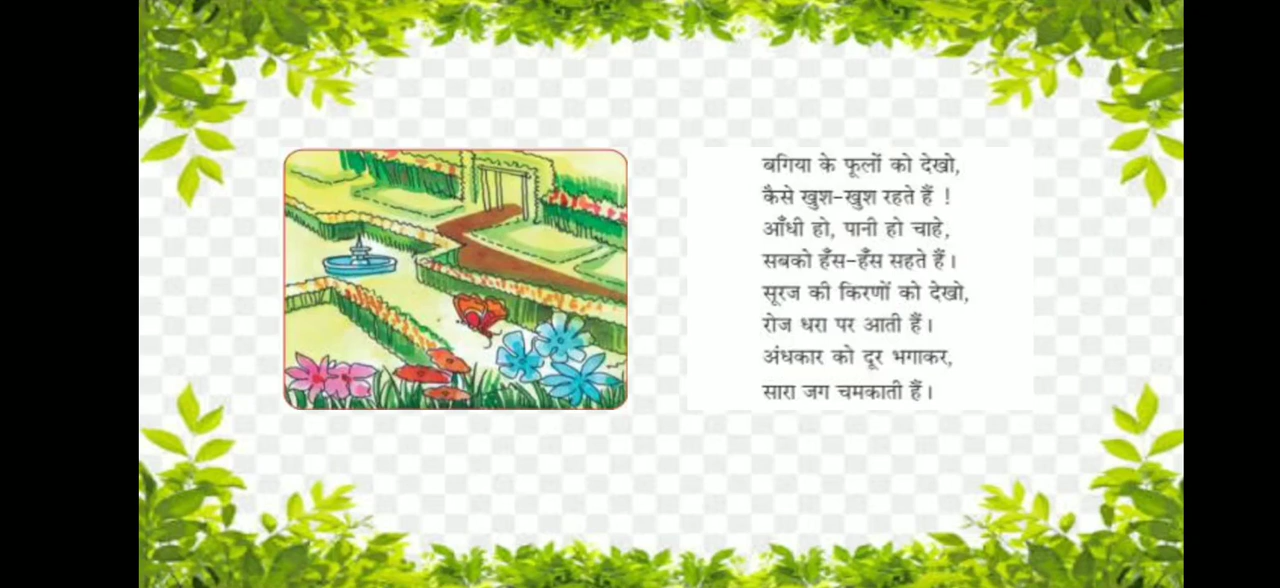 बगिया के फूलों को देखो,
कैसे खुश-खुश रहते हैं !
आँधी हो, पानी हो चाहे,
सबको हँस-हँस सहते हैं।
सूरज की किरणों को देखो,
रोज धरा पर आती हैं।
अंधकार को दूर भगाकर,
सारा जग चमकाती हैं।